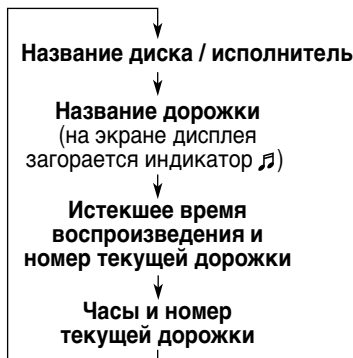 Название диска / исполнитель
Название дорожки
(на экране дисплея
загорается индикатор ♫)
Истекшее время
воспроизведения и
номер текущей дорожки
Часы и номер
текущей дорожки